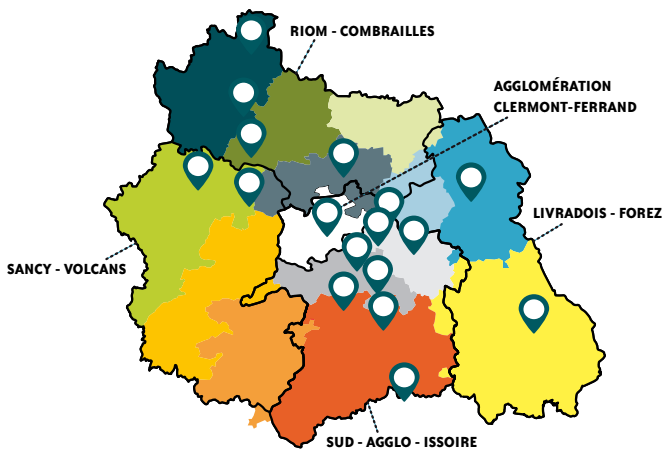 RIOM - COMBRAILLES
AGGLOMÉRATION
CLERMONT-FERRAND
LIVRADOIS - FOREZ
SANCY - VOLCANS
SUD - AGGLO - ISSOIRE